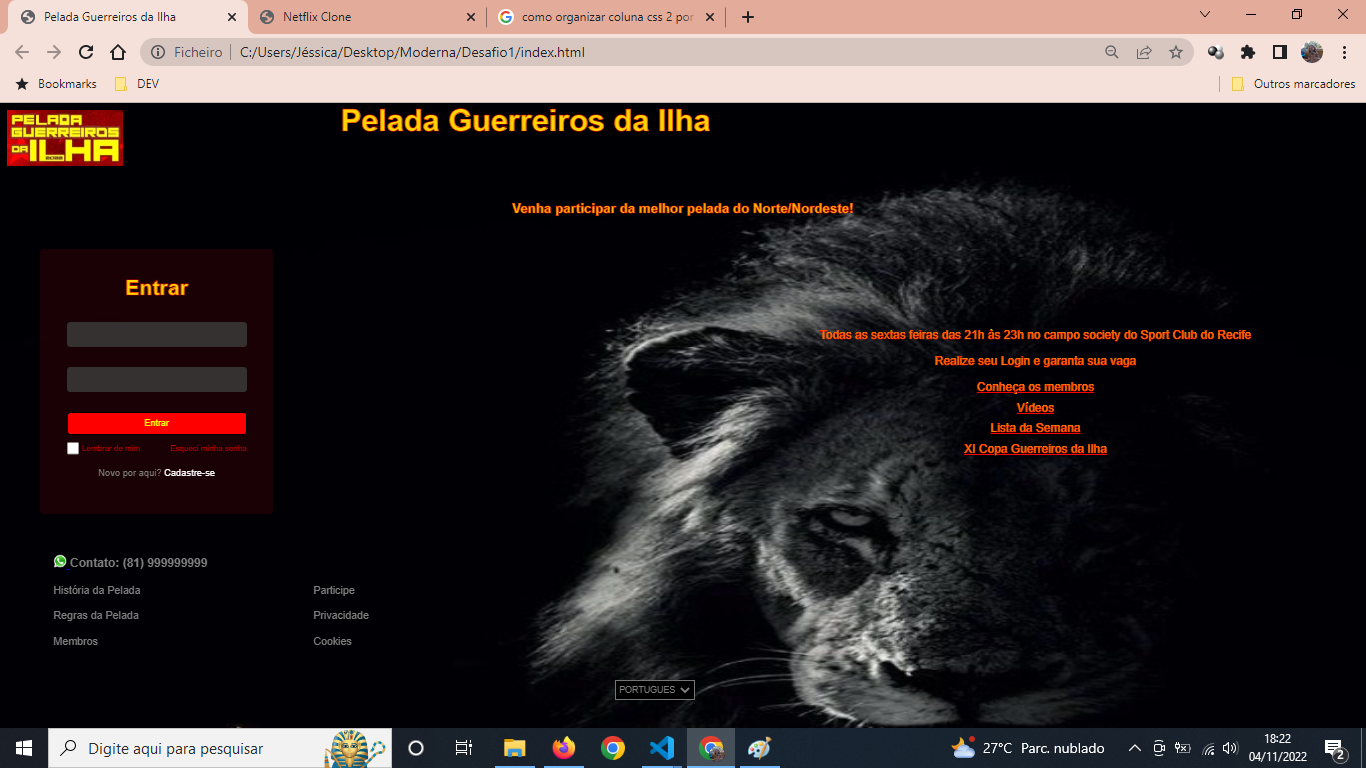 Pelada Guerreiros da Ilha
Netflix Clone
como organizar coluna css 2 por
Ficheiro
C:/Users/Jéssica/Desktop/Moderna/Desafio1/index.html
Bookmarks
DEV
Outros marcadores
PELADA
GUERREIROS
DA ILHA
Pelada Guerreiros da Ilha
Venha participar da melhor pelada do Norte/Nordeste!
Entrar
Entrar
Lembrar de mim
Esqueci minha senha
Novo por aqui? Cadastre-se
Todas as sextas feiras das 21h às 23h no campo society do Sport Club do Recife
Realize seu Login e garanta sua vaga
Conheça os membros
Vídeos
Lista da Semana
XI Copa Guerreiros da Ilha
Contato: (81) 999999999
História da Pelada
Participe
Regras da Pelada
Privacidade
Membros
Cookies
PORTUGUES
Digite aqui para pesquisar
27°C Parc. nublado
18:22
04/11/2022
2